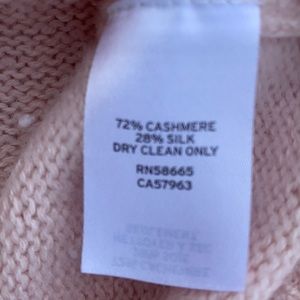 72% CASHMERE
28% SILK
DRY CLEAN ONLY
RN58665
CA57963